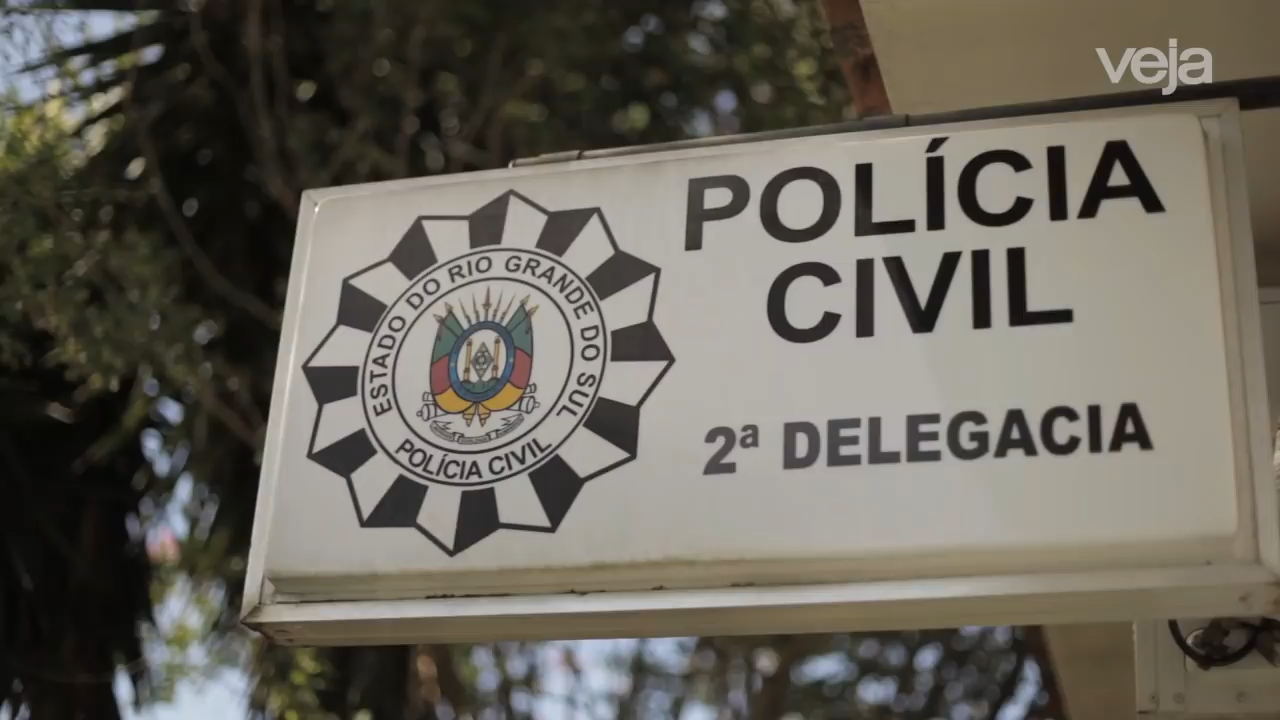 veja
POLÍCIA
CIVIL
2ª DELEGACIA
ESTADO DO RIO GRANDE DO SUL
POLÍCIA CIVIL